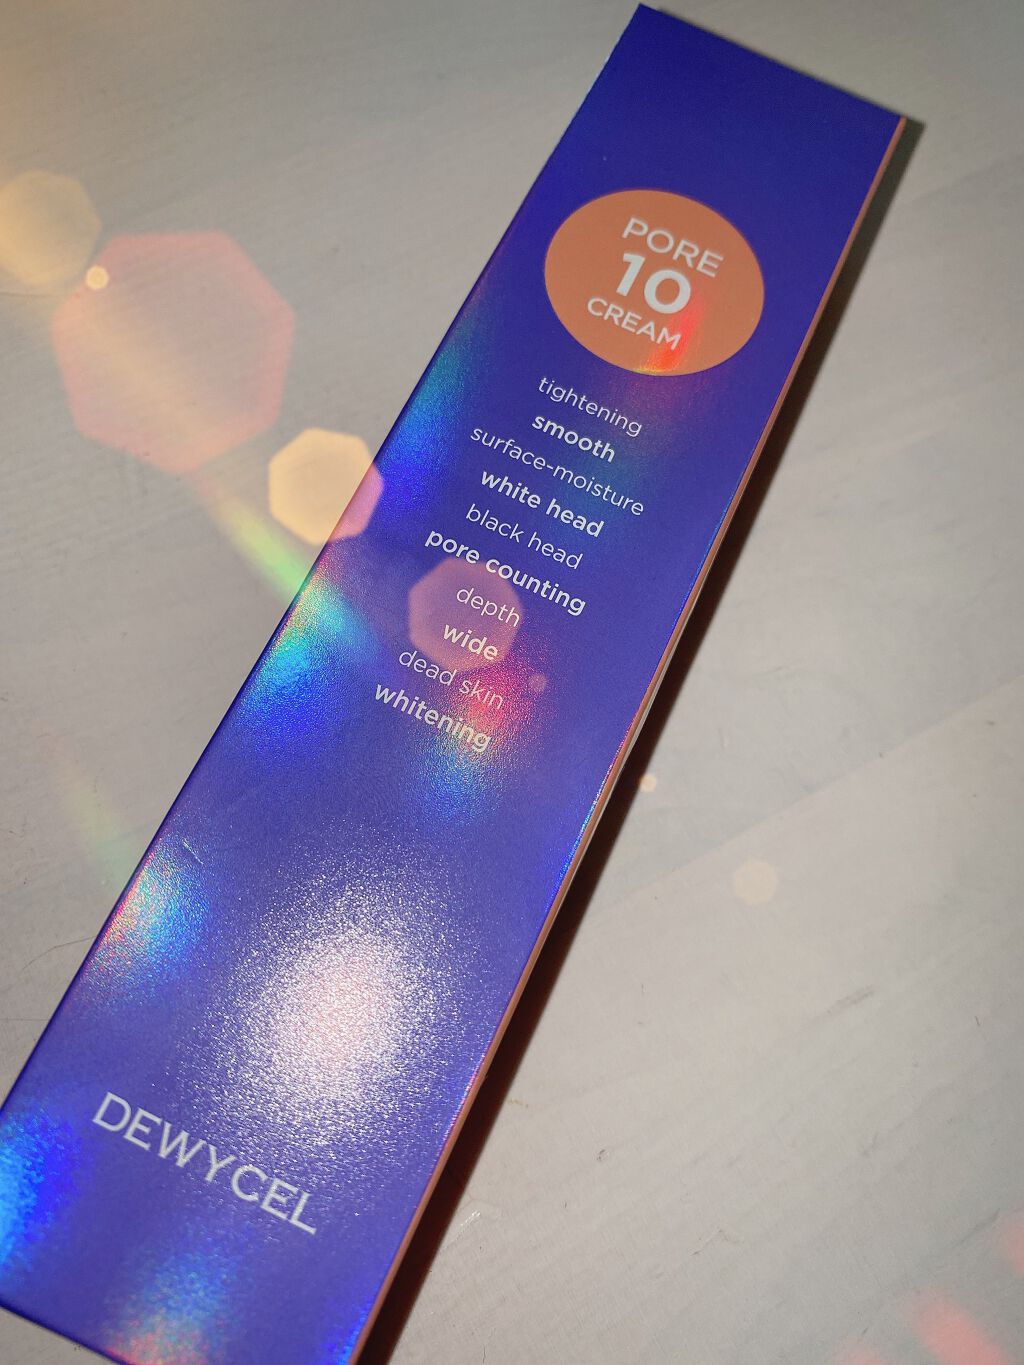 PORE
10
CREAM
tightening
smooth
surface-moisture
white head
black head
pore counting
depth
wide
dead skin
whitening
DEWYCEL